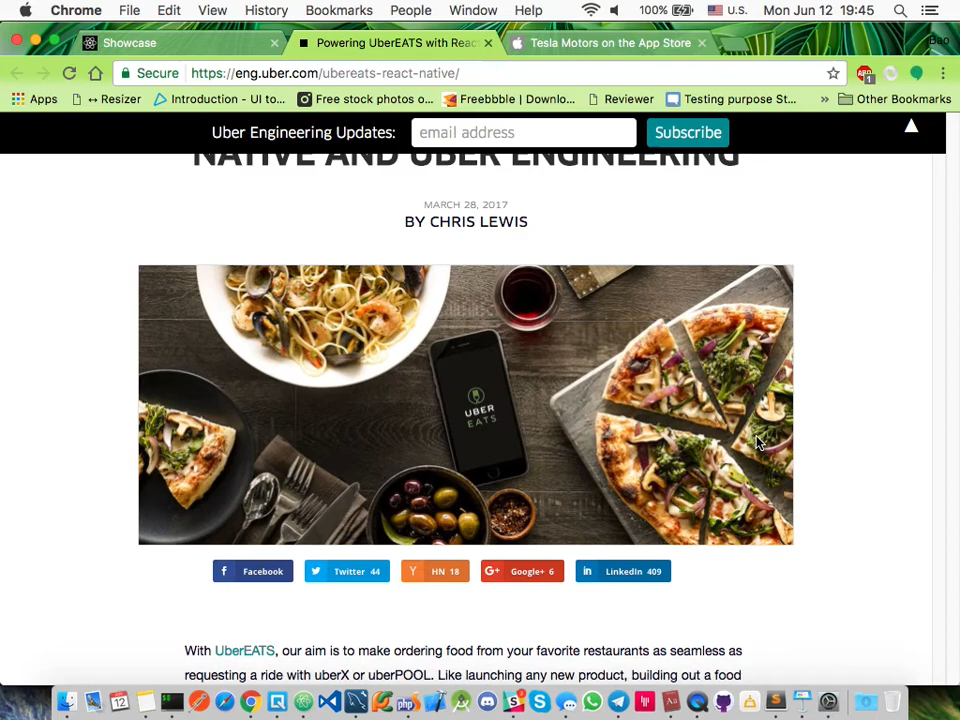 Chrome File Edit View History Bookmarks People Window Help 100% U.S. Mon Jun 12 19:45
Showcase Powering UberEATS with Reac Tesla Motors on the App Store Bao
Secure https://eng.uber.com/ubereats-react-native/ ABP 1
Apps ↔ Resizer Introduction - UI to... Free stock photos o... Freebbble | Downlo... Reviewer Testing purpose St... » Other Bookmarks
Uber Engineering Updates: email address Subscribe
NATIVE AND UBER ENGINEERING
MARCH 28, 2017
BY CHRIS LEWIS
UBER
EATS
Facebook Twitter 44 HN 18 Google+ 6 LinkedIn 409
With UberEATS, our aim is to make ordering food from your favorite restaurants as seamless as
requesting a ride with uberX or uberPOOL. Like launching any new product, building out a food